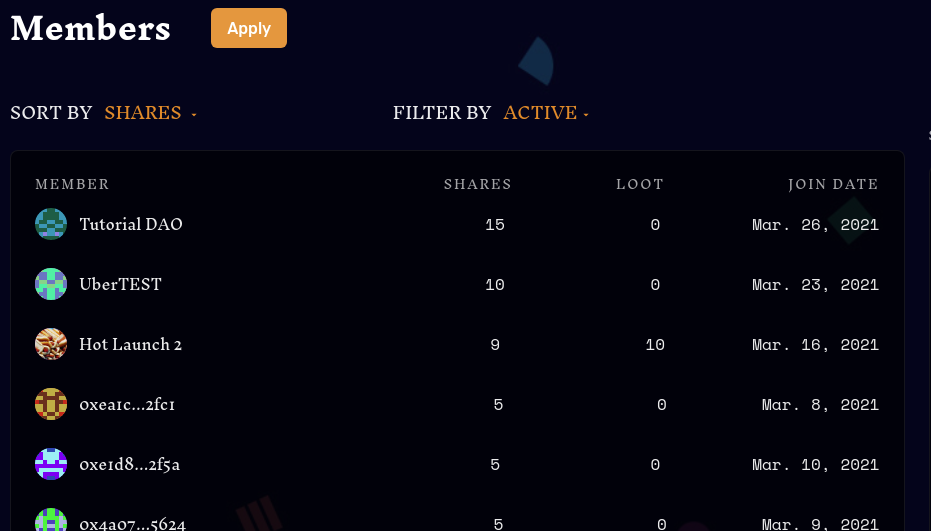 Members Apply
SORT BY SHARES FILTER BY ACTIVE
MEMBER SHARES LOOT JOIN DATE
Tutorial DAO 15 0 Mar. 26, 2021
UberTEST 10 0 Mar. 23, 2021
Hot Launch 2 9 10 Mar. 16, 2021
0xea1c...2fc1 5 0 Mar. 8, 2021
0xe1d8...2f5a 5 0 Mar. 10, 2021
0x4a07...5624 5 0 Mar. 9, 2021